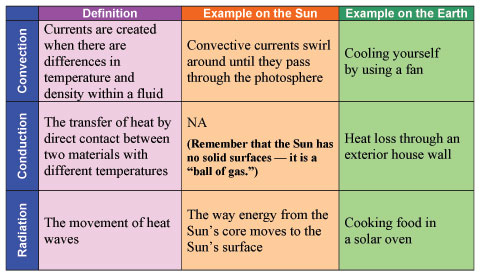 Definition
Example on the Sun
Example on the Earth
Convection
Currents are created
when there are
differences in
temperature and
density within a fluid
Convective currents swirl
around until they pass
through the photosphere
Cooling yourself
by using a fan
Conduction
The transfer of heat by
direct contact between
two materials with
different temperatures
NA
(Remember that the Sun has
no solid surfaces — it is a
“ball of gas.”)
Heat loss through an
exterior house wall
Radiation
The movement of heat
waves
The way energy from the
Sun’s core moves to the
Sun’s surface
Cooking food in
a solar oven